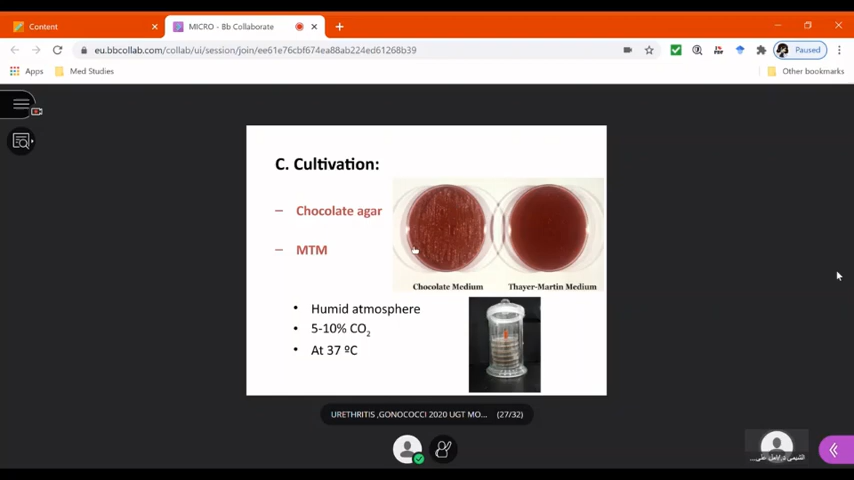 Content
MICRO - Bb Collaborate
eu.bbcollab.com/collab/ui/session/join/ee61e76cbf674ea88ab224ed61268b39
Paused
Apps
Med Studies
Other bookmarks
C. Cultivation:
– Chocolate agar
– MTM
Chocolate Medium
Thayer-Martin Medium
• Humid atmosphere
• 5-10% CO2
• At 37 ºC
URETHRITIS ,GONOCOCCI 2020 UGT MO... (27/32)